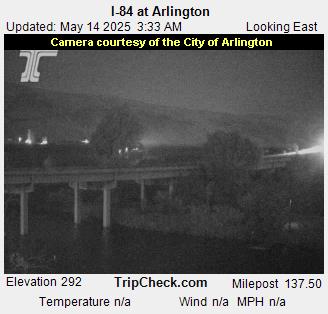 I-84 at Arlington
Updated: May 14 2025 3:33 AM Looking East
Camera courtesy of the City of Arlington
Elevation 292 TripCheck.com Milepost 137.50
Temperature n/a Wind n/a MPH n/a